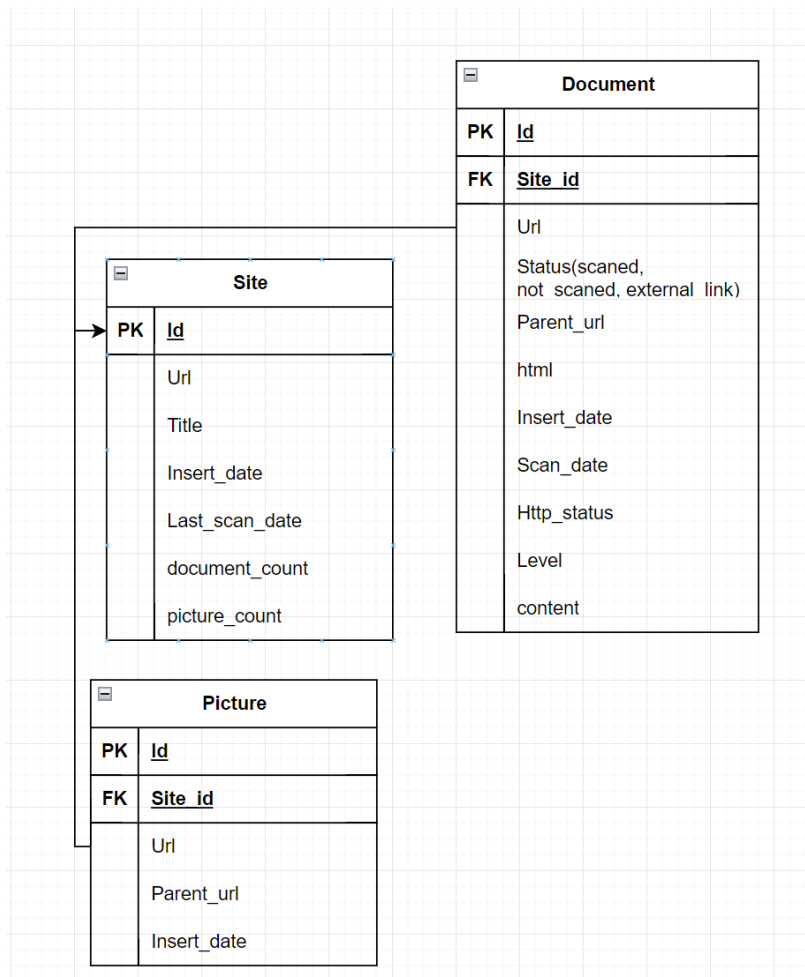 Document
PK Id
FK Site_id
Url
Status(scaned,
not_scaned, external_link)
Parent_url
html
Insert_date
Scan_date
Http_status
Level
content
Site
PK Id
Url
Title
Insert_date
Last_scan_date
document_count
picture_count
Picture
PK Id
FK Site_id
Url
Parent_url
Insert_date